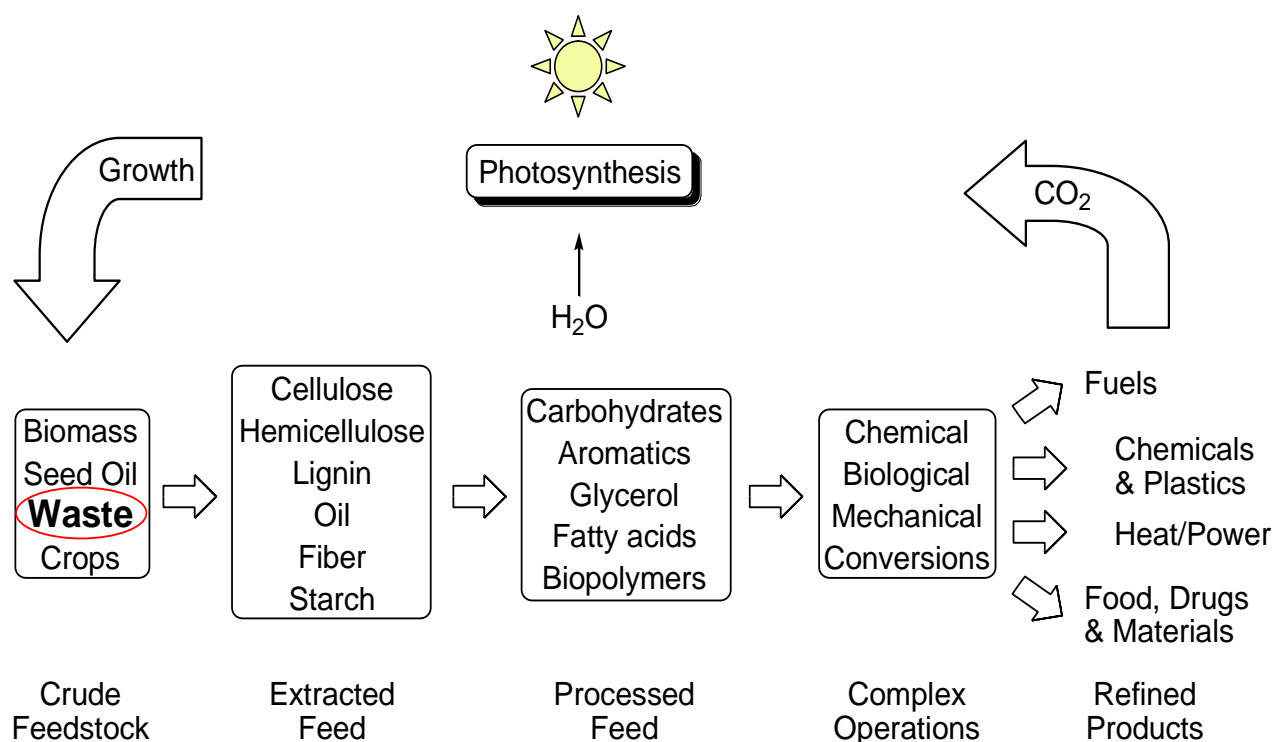 Growth
Photosynthesis
CO₂
H₂O
Biomass
Seed Oil
Waste
Crops
Cellulose
Hemicellulose
Lignin
Oil
Fiber
Starch
Carbohydrates
Aromatics
Glycerol
Fatty acids
Biopolymers
Chemical
Biological
Mechanical
Conversions
Fuels
Chemicals
& Plastics
Heat/Power
Food, Drugs
& Materials
Crude
Feedstock
Extracted
Feed
Processed
Feed
Complex
Operations
Refined
Products